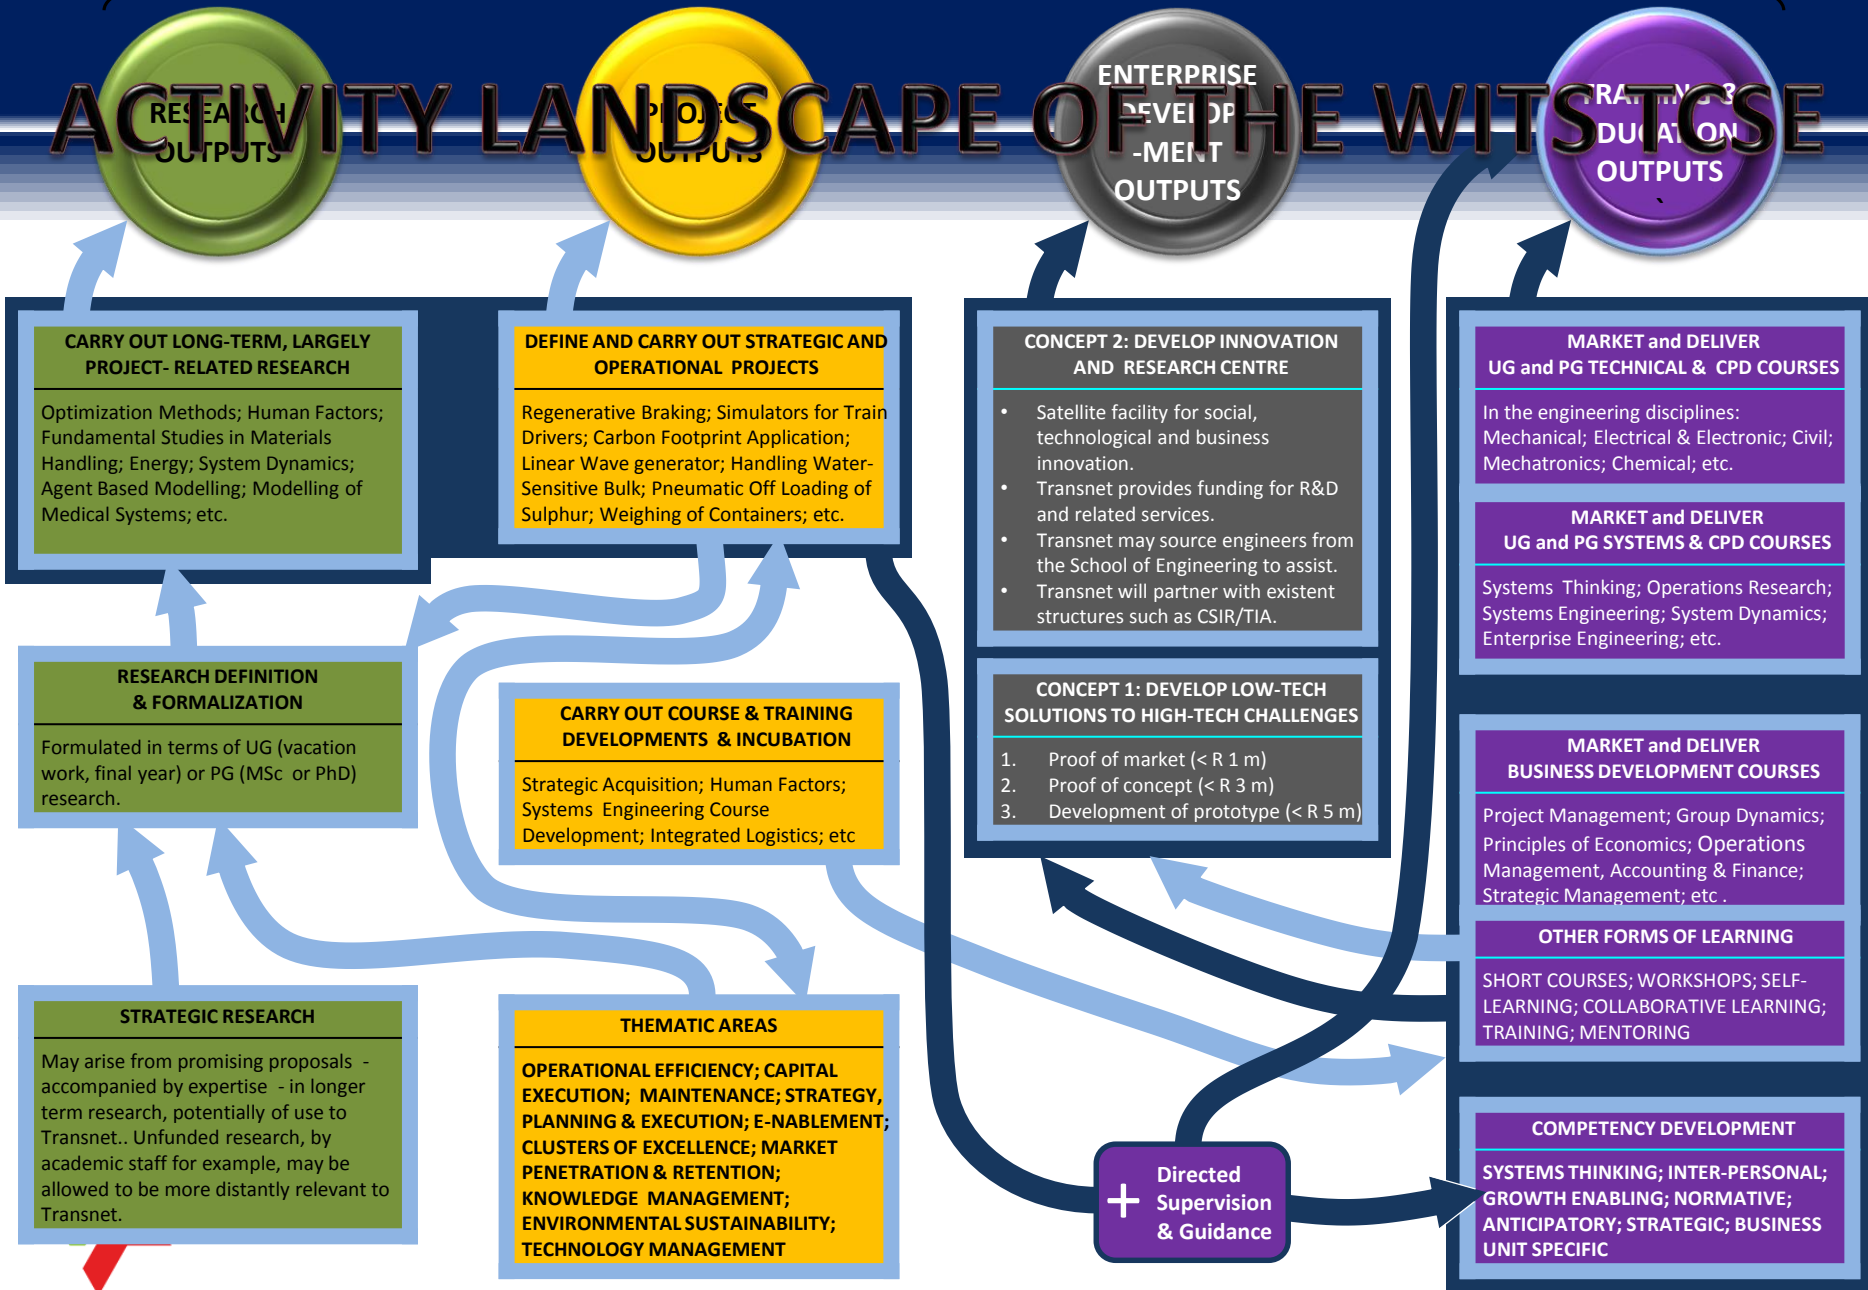 ACTIVITY LANDSCAPE OF THE WITS TCSE
RESEARCH
OUTPUTS
PROJECT
OUTPUTS
ENTERPRISE
DEVELOP
-MENT
OUTPUTS
TRAINING &
EDUCATION
OUTPUTS
CARRY OUT LONG-TERM, LARGELY
PROJECT- RELATED RESEARCH
Optimization Methods; Human Factors;
Fundamental Studies in Materials
Handling; Energy; System Dynamics;
Agent Based Modelling; Modelling of
Medical Systems; etc.
RESEARCH DEFINITION
& FORMALIZATION
Formulated in terms of UG (vacation
work, final year) or PG (MSc or PhD)
research.
STRATEGIC RESEARCH
May arise from promising proposals -
accompanied by expertise - in longer
term research, potentially of use to
Transnet.. Unfunded research, by
academic staff for example, may be
allowed to be more distantly relevant to
Transnet.
DEFINE AND CARRY OUT STRATEGIC AND
OPERATIONAL PROJECTS
Regenerative Braking; Simulators for Train
Drivers; Carbon Footprint Application;
Linear Wave generator; Handling Water-
Sensitive Bulk; Pneumatic Off Loading of
Sulphur; Weighing of Containers; etc.
CARRY OUT COURSE & TRAINING
DEVELOPMENTS & INCUBATION
Strategic Acquisition; Human Factors;
Systems Engineering Course
Development; Integrated Logistics; etc
THEMATIC AREAS
OPERATIONAL EFFICIENCY; CAPITAL
EXECUTION; MAINTENANCE; STRATEGY,
PLANNING & EXECUTION; E-NABLEMENT;
CLUSTERS OF EXCELLENCE; MARKET
PENETRATION & RETENTION;
KNOWLEDGE MANAGEMENT;
ENVIRONMENTAL SUSTAINABILITY;
TECHNOLOGY MANAGEMENT
CONCEPT 2: DEVELOP INNOVATION
AND RESEARCH CENTRE
• Satellite facility for social,
technological and business
innovation.
• Transnet provides funding for R&D
and related services.
• Transnet may source engineers from
the School of Engineering to assist.
• Transnet will partner with existent
structures such as CSIR/TIA.
CONCEPT 1: DEVELOP LOW-TECH
SOLUTIONS TO HIGH-TECH CHALLENGES
1. Proof of market (< R 1 m)
2. Proof of concept (< R 3 m)
3. Development of prototype (< R 5 m)
+ Directed
Supervision
& Guidance
MARKET and DELIVER
UG and PG TECHNICAL & CPD COURSES
In the engineering disciplines:
Mechanical; Electrical & Electronic; Civil;
Mechatronics; Chemical; etc.
MARKET and DELIVER
UG and PG SYSTEMS & CPD COURSES
Systems Thinking; Operations Research;
Systems Engineering; System Dynamics;
Enterprise Engineering; etc.
MARKET and DELIVER
BUSINESS DEVELOPMENT COURSES
Project Management; Group Dynamics;
Principles of Economics; Operations
Management, Accounting & Finance;
Strategic Management; etc .
OTHER FORMS OF LEARNING
SHORT COURSES; WORKSHOPS; SELF-
LEARNING; COLLABORATIVE LEARNING;
TRAINING; MENTORING
COMPETENCY DEVELOPMENT
SYSTEMS THINKING; INTER-PERSONAL;
GROWTH ENABLING; NORMATIVE;
ANTICIPATORY; STRATEGIC; BUSINESS
UNIT SPECIFIC